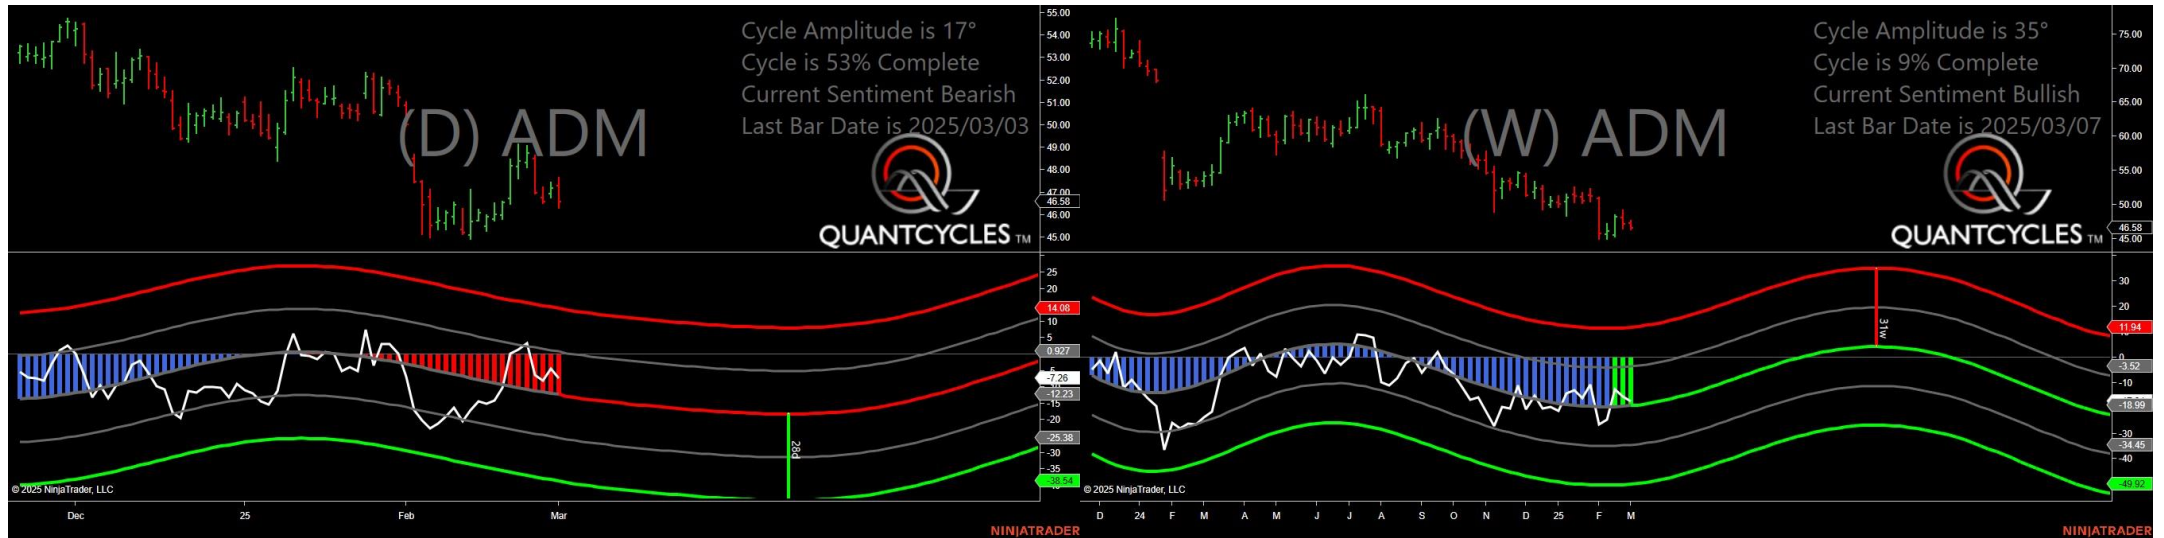 Cycle Amplitude is 17°
Cycle is 53% Complete
Current Sentiment Bearish
Last Bar Date is 2025/03/03
(D) ADM
QUANTCYCLES TM
55.00
54.00
53.00
52.00
51.00
50.00
49.00
48.00
47.00
46.58
46.00
45.00
25
20
14.08
10
5
0.927
-7.26
-12.23
-15
-20
-25.38
-30
-35
-38.54
28d
© 2025 NinjaTrader, LLC
Dec
25
Feb
Mar
NINJATRADER
Cycle Amplitude is 35°
Cycle is 9% Complete
Current Sentiment Bullish
Last Bar Date is 2025/03/07
(W) ADM
QUANTCYCLES TM
75.00
70.00
65.00
60.00
55.00
50.00
46.58
45.00
30
20
11.94
0
-3.52
-10
-18.99
-30
-34.45
-40
-49.92
31w
© 2025 NinjaTrader, LLC
D
24
F
M
A
M
J
J
A
S
O
N
D
25
F
M
NINJATRADER